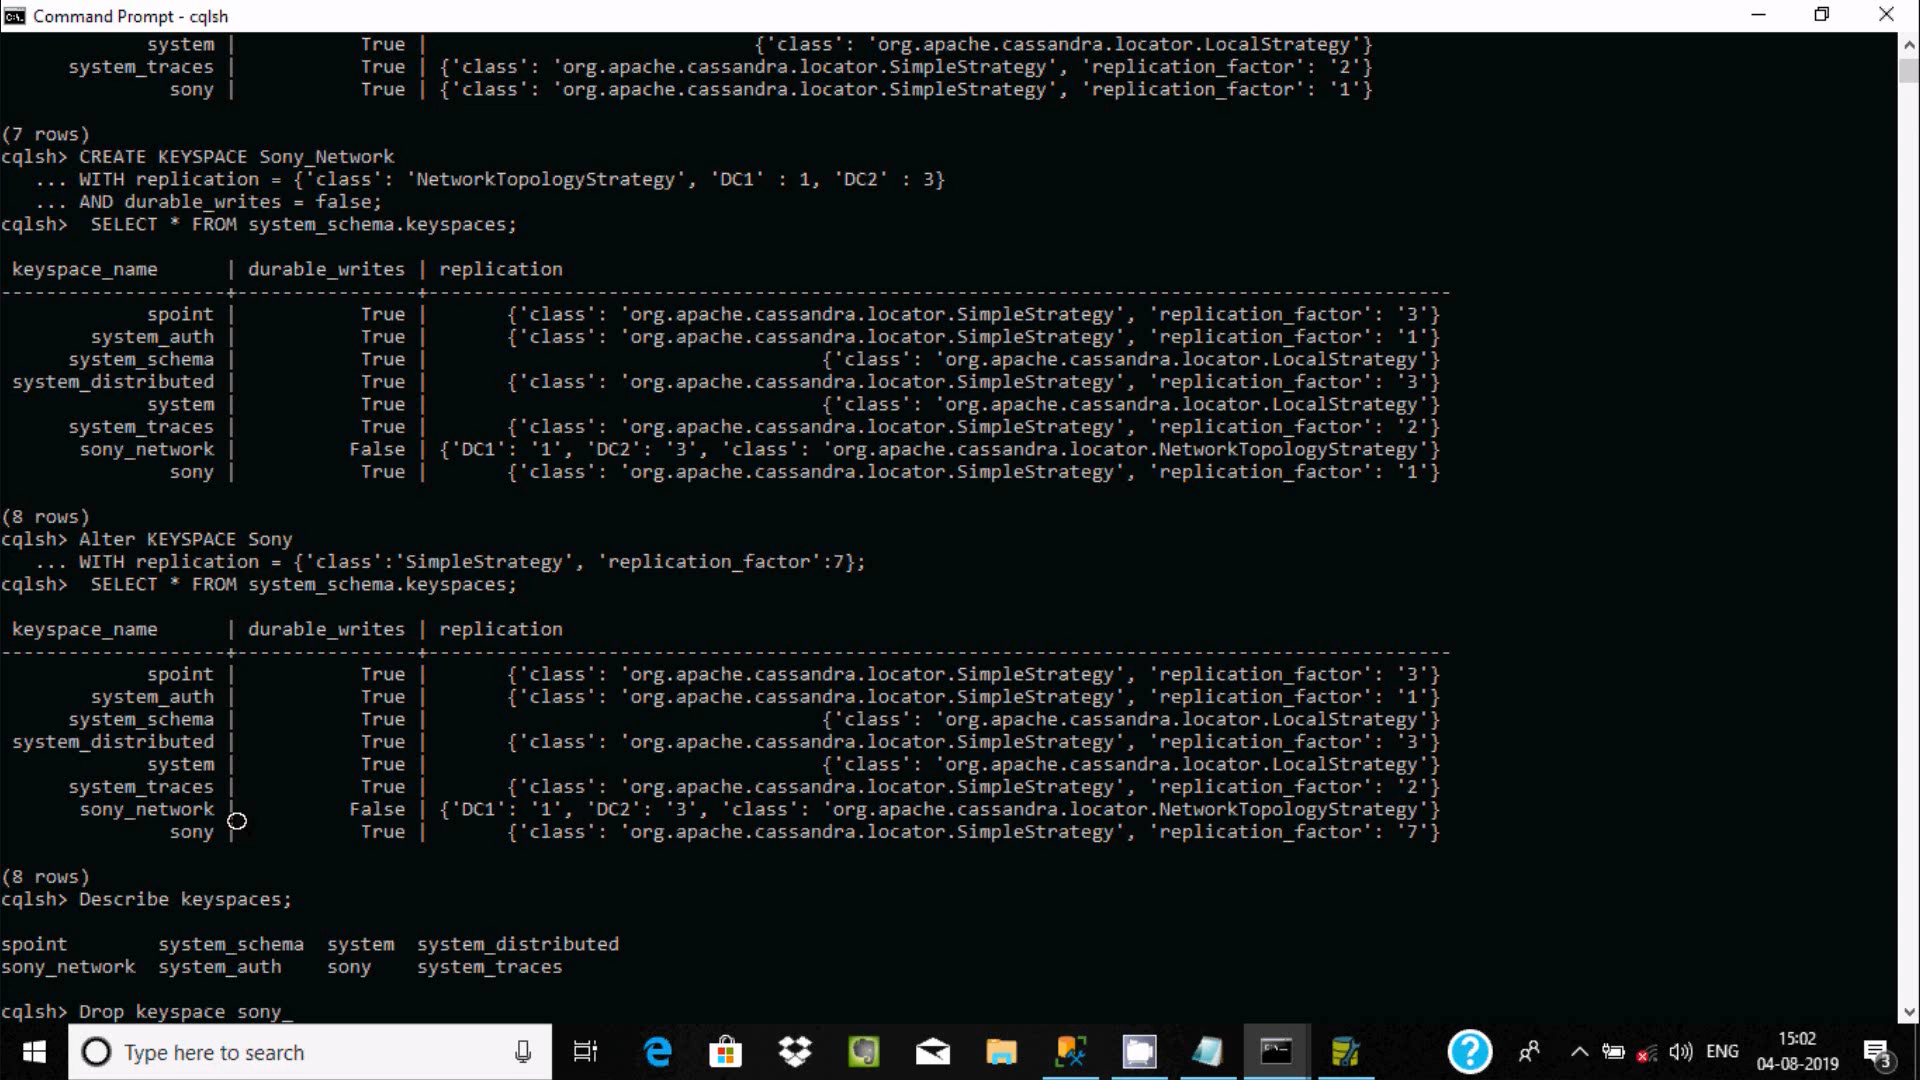 Command Prompt - cqlsh
system | True | {'class': 'org.apache.cassandra.locator.LocalStrategy'}
system_traces | True | {'class': 'org.apache.cassandra.locator.SimpleStrategy', 'replication_factor': '2'}
sony | True | {'class': 'org.apache.cassandra.locator.SimpleStrategy', 'replication_factor': '1'}
(7 rows)
cqlsh> CREATE KEYSPACE Sony_Network
... WITH replication = {'class': 'NetworkTopologyStrategy', 'DC1' : 1, 'DC2' : 3}
... AND durable_writes = false;
cqlsh>  SELECT * FROM system_schema.keyspaces;
keyspace_name | durable_writes | replication
--------------------+----------------+-------------------------------------------------------------------------------------------
spoint | True | {'class': 'org.apache.cassandra.locator.SimpleStrategy', 'replication_factor': '3'}
system_auth | True | {'class': 'org.apache.cassandra.locator.SimpleStrategy', 'replication_factor': '1'}
system_schema | True | {'class': 'org.apache.cassandra.locator.LocalStrategy'}
system_distributed | True | {'class': 'org.apache.cassandra.locator.SimpleStrategy', 'replication_factor': '3'}
system | True | {'class': 'org.apache.cassandra.locator.LocalStrategy'}
system_traces | True | {'class': 'org.apache.cassandra.locator.SimpleStrategy', 'replication_factor': '2'}
sony_network | False | {'DC1': '1', 'DC2': '3', 'class': 'org.apache.cassandra.locator.NetworkTopologyStrategy'}
sony | True | {'class': 'org.apache.cassandra.locator.SimpleStrategy', 'replication_factor': '1'}
(8 rows)
cqlsh> Alter KEYSPACE Sony
... WITH replication = {'class':'SimpleStrategy', 'replication_factor':7};
cqlsh>  SELECT * FROM system_schema.keyspaces;
keyspace_name | durable_writes | replication
--------------------+----------------+-------------------------------------------------------------------------------------------
spoint | True | {'class': 'org.apache.cassandra.locator.SimpleStrategy', 'replication_factor': '3'}
system_auth | True | {'class': 'org.apache.cassandra.locator.SimpleStrategy', 'replication_factor': '1'}
system_schema | True | {'class': 'org.apache.cassandra.locator.LocalStrategy'}
system_distributed | True | {'class': 'org.apache.cassandra.locator.SimpleStrategy', 'replication_factor': '3'}
system | True | {'class': 'org.apache.cassandra.locator.LocalStrategy'}
system_traces | True | {'class': 'org.apache.cassandra.locator.SimpleStrategy', 'replication_factor': '2'}
sony_network | False | {'DC1': '1', 'DC2': '3', 'class': 'org.apache.cassandra.locator.NetworkTopologyStrategy'}
sony | True | {'class': 'org.apache.cassandra.locator.SimpleStrategy', 'replication_factor': '7'}
(8 rows)
cqlsh> Describe keyspaces;
spoint system_schema system system_distributed
sony_network system_auth sony system_traces
cqlsh> Drop keyspace sony_
Type here to search
ENG
15:02
04-08-2019
3